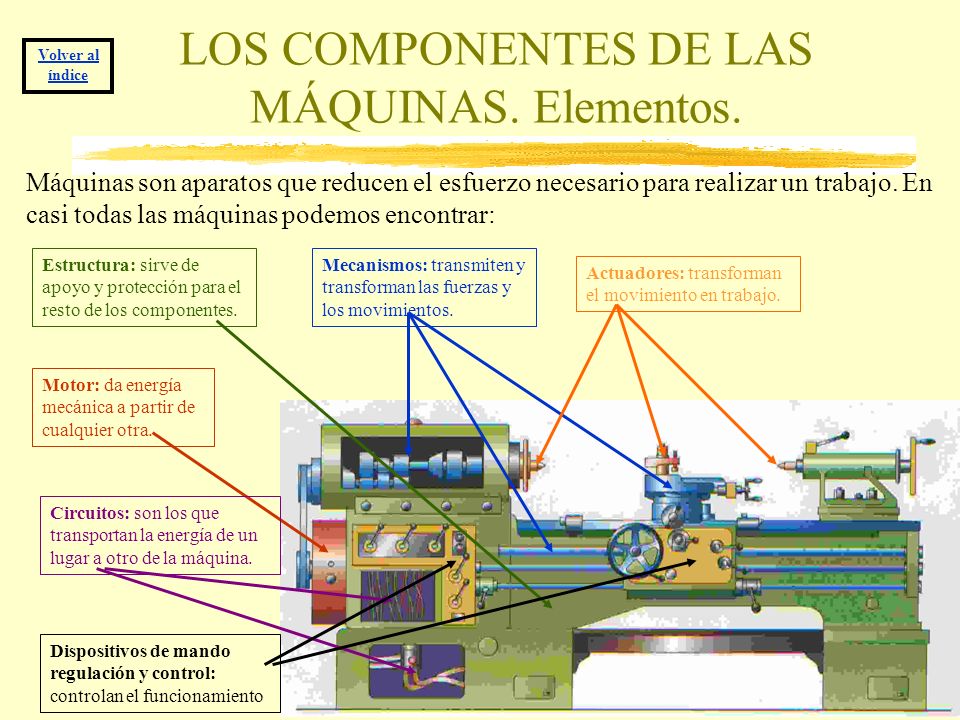 Volver al
índice
LOS COMPONENTES DE LAS
MÁQUINAS. Elementos.
Máquinas son aparatos que reducen el esfuerzo necesario para realizar un trabajo. En
casi todas las máquinas podemos encontrar:
Estructura: sirve de
apoyo y protección para el
resto de los componentes.
Mecanismos: transmiten y
transforman las fuerzas y
los movimientos.
Actuadores: transforman
el movimiento en trabajo.
Motor: da energía
mecánica a partir de
cualquier otra.
Circuitos: son los que
transportan la energía de un
lugar a otro de la máquina.
Dispositivos de mando
regulación y control:
controlan el funcionamiento